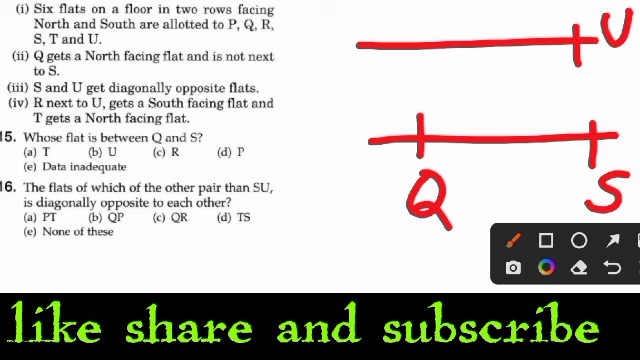 (i) Six flats on a floor in two rows facing
North and South are allotted to P, Q, R,
S, T and U.
(ii) Q gets a North facing flat and is not next
to S.
(iii) S and U get diagonally opposite flats.
(iv) R next to U, gets a South facing flat and
T gets a North facing flat.
15. Whose flat is between Q and S?
(a) T (b) U (c) R (d) P
(e) Data inadequate
16. The flats of which of the other pair than SU,
is diagonally opposite to each other?
(a) PT (b) QP (c) QR (d) TS
(e) None of these
U
Q S
like share and subscribe